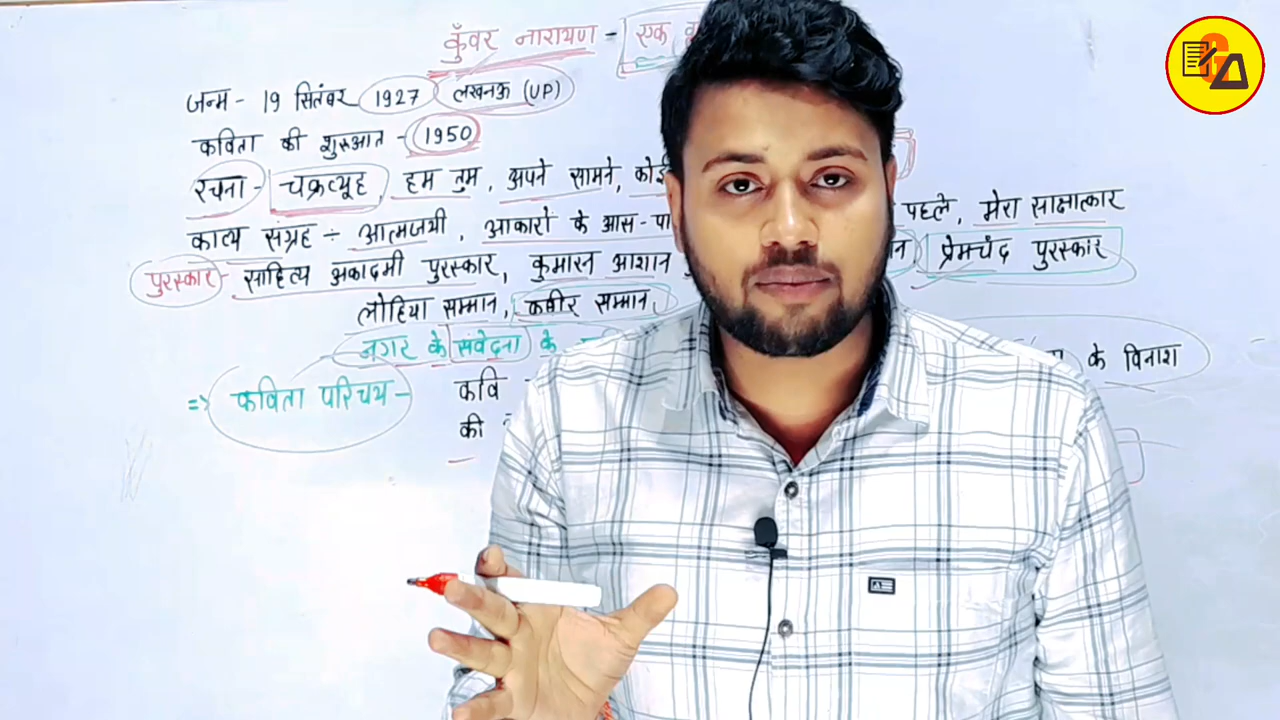 कुँवर नारायण - एक
जन्म - 19 सितंबर 1927 लखनऊ (UP)
कविता की शुरुआत - 1950
रचना - चक्रव्यूह, हम तुम, अपने सामने, कोई
काव्य संग्रह ÷ आत्मजयी, आकारों के आस-पा पहले, मेरा साक्षात्कार
पुरस्कार - साहित्य अकादमी पुरस्कार, कुमारन आशान प्रेमचंद पुरस्कार
लोहिया सम्मान, कबीर सम्मान,
नगर के संवेदना के के विनाश
=> कविता परिचय - कवि
की